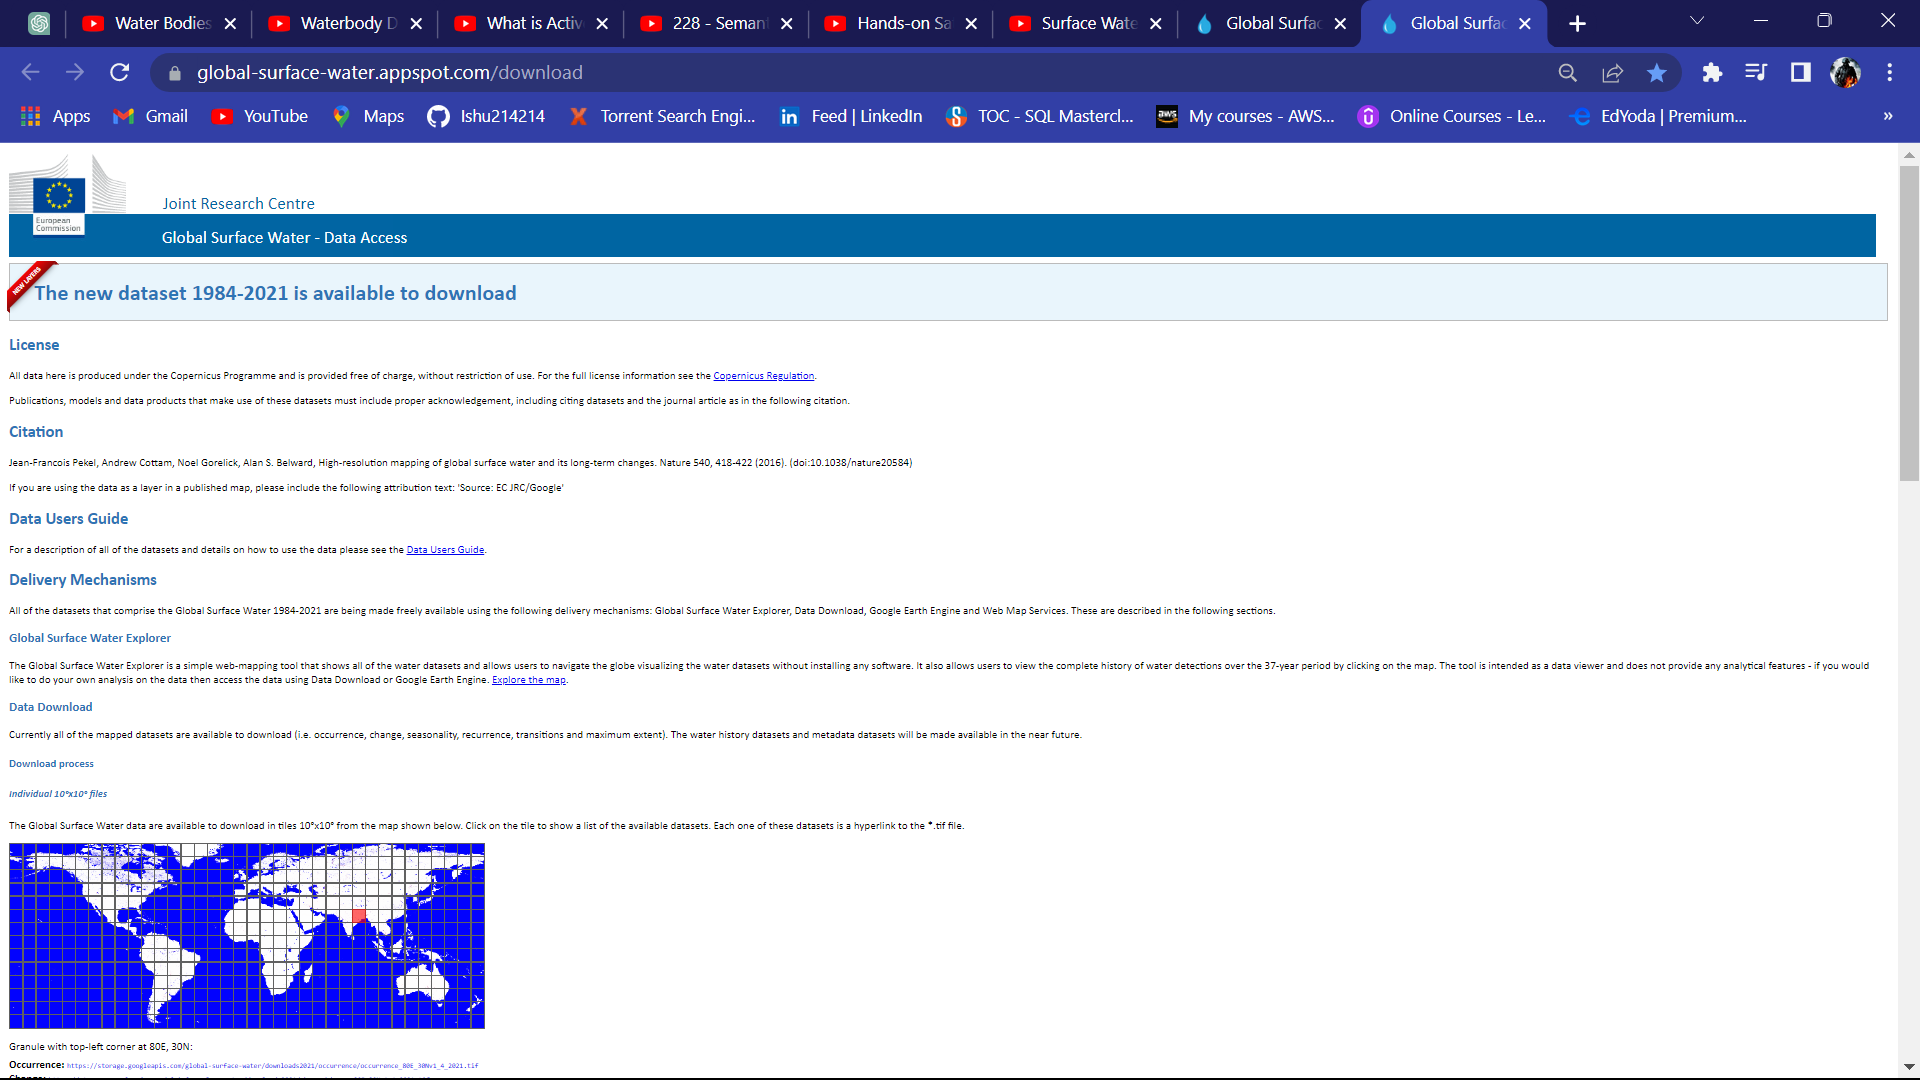 Water Bodies
Waterbody D
What is Activ
228 - Seman
Hands-on Sa
Surface Wate
Global Surfac
Global Surfac
global-surface-water.appspot.com/download
Apps
Gmail
YouTube
Maps
Ishu214214
Torrent Search Engi...
Feed | LinkedIn
TOC - SQL Mastercl...
My courses - AWS...
Online Courses - Le...
EdYoda | Premium...
»
European
Commission
Joint Research Centre
Global Surface Water - Data Access
NEW LAYERS
The new dataset 1984-2021 is available to download
License
All data here is produced under the Copernicus Programme and is provided free of charge, without restriction of use. For the full license information see the Copernicus Regulation.
Publications, models and data products that make use of these datasets must include proper acknowledgement, including citing datasets and the journal article as in the following citation.
Citation
Jean-Francois Pekel, Andrew Cottam, Noel Gorelick, Alan S. Belward, High-resolution mapping of global surface water and its long-term changes. Nature 540, 418-422 (2016). (doi:10.1038/nature20584)
If you are using the data as a layer in a published map, please include the following attribution text: 'Source: EC JRC/Google'
Data Users Guide
For a description of all of the datasets and details on how to use the data please see the Data Users Guide.
Delivery Mechanisms
All of the datasets that comprise the Global Surface Water 1984-2021 are being made freely available using the following delivery mechanisms: Global Surface Water Explorer, Data Download, Google Earth Engine and Web Map Services. These are described in the following sections.
Global Surface Water Explorer
The Global Surface Water Explorer is a simple web-mapping tool that shows all of the water datasets and allows users to navigate the globe visualizing the water datasets without installing any software. It also allows users to view the complete history of water detections over the 37-year period by clicking on the map. The tool is intended as a data viewer and does not provide any analytical features - if you would
like to do your own analysis on the data then access the data using Data Download or Google Earth Engine. Explore the map.
Data Download
Currently all of the mapped datasets are available to download (i.e. occurrence, change, seasonality, recurrence, transitions and maximum extent). The water history datasets and metadata datasets will be made available in the near future.
Download process
Individual 10°x10° files
The Global Surface Water data are available to download in tiles 10°x10° from the map shown below. Click on the tile to show a list of the available datasets. Each one of these datasets is a hyperlink to the *.tif file.
Granule with top-left corner at 80E, 30N:
Occurrence: https://storage.googleapis.com/global-surface-water/downloads2021/occurrence/occurrence_80E_30Nv1_4_2021.tif